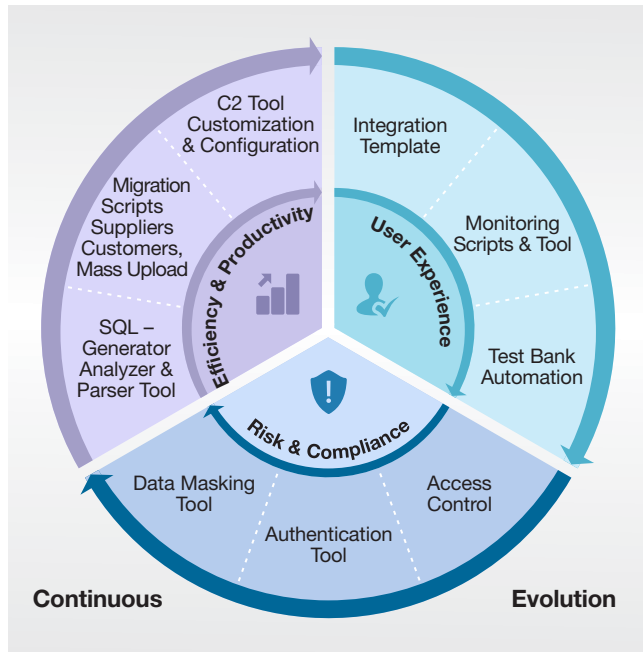 C2 Tool
Customization
& Configuration
Migration
Scripts
Suppliers
Customers,
Mass Upload
SQL –
Generator
Analyzer &
Parser Tool
Efficiency & Productivity
Integration
Template
Monitoring
Scripts & Tool
Test Bank
Automation
User Experience
Risk & Compliance
Data Masking
Tool
Authentication
Tool
Access
Control
Continuous
Evolution